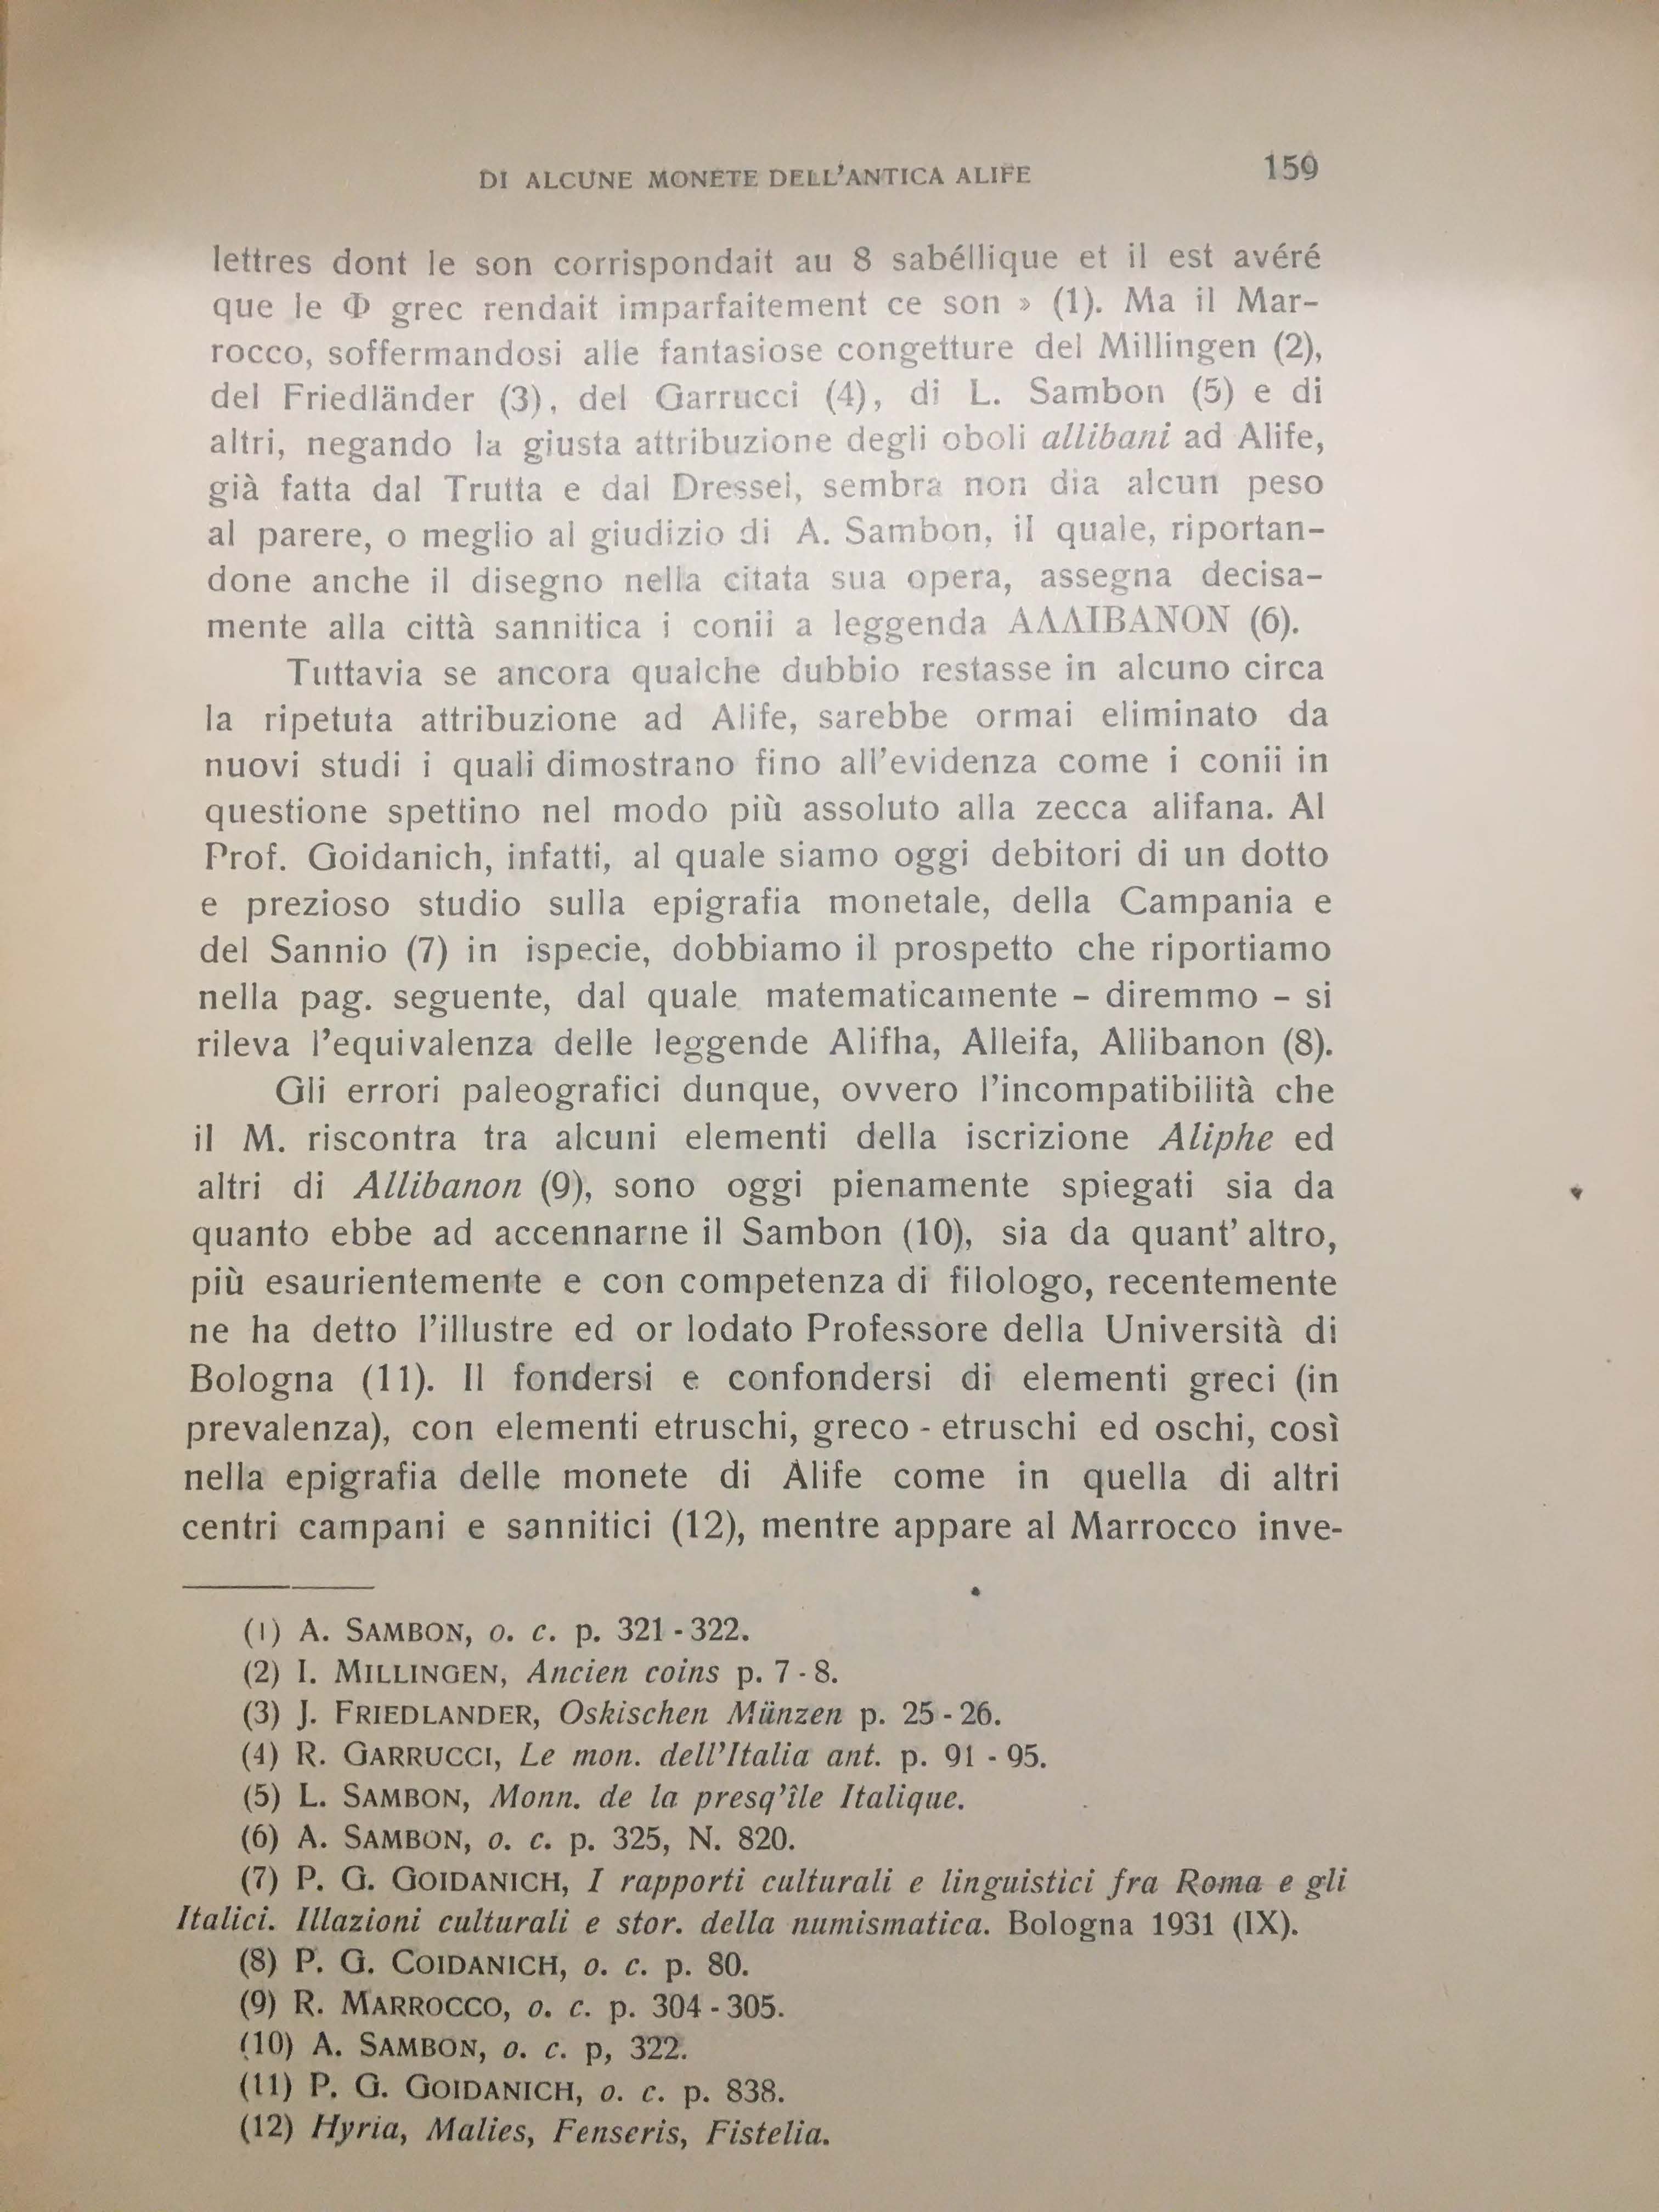 DI ALCUNE MONETE DELL'ANTICA ALIFE 159
lettres dont le son corrispondait au 8 sabéllique et il est avéré
que le Φ grec rendait imparfaitement ce son » (1). Ma il Mar-
rocco, soffermandosi alle fantasiose congetture del Millingen (2),
del Friedländer (3), del Garrucci (4), di L. Sambon (5) e di
altri, negando la giusta attribuzione degli oboli allibani ad Alife,
già fatta dal Trutta e dal Dressel, sembra non dia alcun peso
al parere, o meglio al giudizio di A. Sambon, il quale, riportan-
done anche il disegno nella citata sua opera, assegna decisa-
mente alla città sannitica i conii a leggenda ΑΛΛΙΒΑΝΟΝ (6).
Tuttavia se ancora qualche dubbio restasse in alcuno circa
la ripetuta attribuzione ad Alife, sarebbe ormai eliminato da
nuovi studi i quali dimostrano fino all'evidenza come i conii in
questione spettino nel modo più assoluto alla zecca alifana. Al
Prof. Goidanich, infatti, al quale siamo oggi debitori di un dotto
e prezioso studio sulla epigrafia monetale, della Campania e
del Sannio (7) in ispecie, dobbiamo il prospetto che riportiamo
nella pag. seguente, dal quale matematicamente - diremmo - si
rileva l'equivalenza delle leggende Alifha, Alleifa, Allibanon (8).
Gli errori paleografici dunque, ovvero l'incompatibilità che
il M. riscontra tra alcuni elementi della iscrizione Aliphe ed
altri di Allibanon (9), sono oggi pienamente spiegati sia da
quanto ebbe ad accennarne il Sambon (10), sia da quant' altro,
più esaurientemente e con competenza di filologo, recentemente
ne ha detto l'illustre ed or lodato Professore della Università di
Bologna (11). Il fondersi e confondersi di elementi greci (in
prevalenza), con elementi etruschi, greco - etruschi ed oschi, così
nella epigrafia delle monete di Alife come in quella di altri
centri campani e sannitici (12), mentre appare al Marrocco inve-
(1) A. SAMBON, o. c. p. 321 - 322.
(2) I. MILLINGEN, Ancien coins p. 7 - 8.
(3) J. FRIEDLANDER, Oskischen Münzen p. 25 - 26.
(4) R. GARRUCCI, Le mon. dell'Italia ant. p. 91 - 95.
(5) L. SAMBON, Monn. de la presq'île Italique.
(6) A. SAMBON, o. c. p. 325, N. 820.
(7) P. G. GOIDANICH, I rapporti culturali e linguistici fra Roma e gli
Italici. Illazioni culturali e stor. della numismatica. Bologna 1931 (IX).
(8) P. G. COIDANICH, o. c. p. 80.
(9) R. MARROCCO, o. c. p. 304 - 305.
(10) A. SAMBON, o. c. p, 322.
(11) P. G. GOIDANICH, o. c. p. 838.
(12) Hyria, Malies, Fenseris, Fistelia.